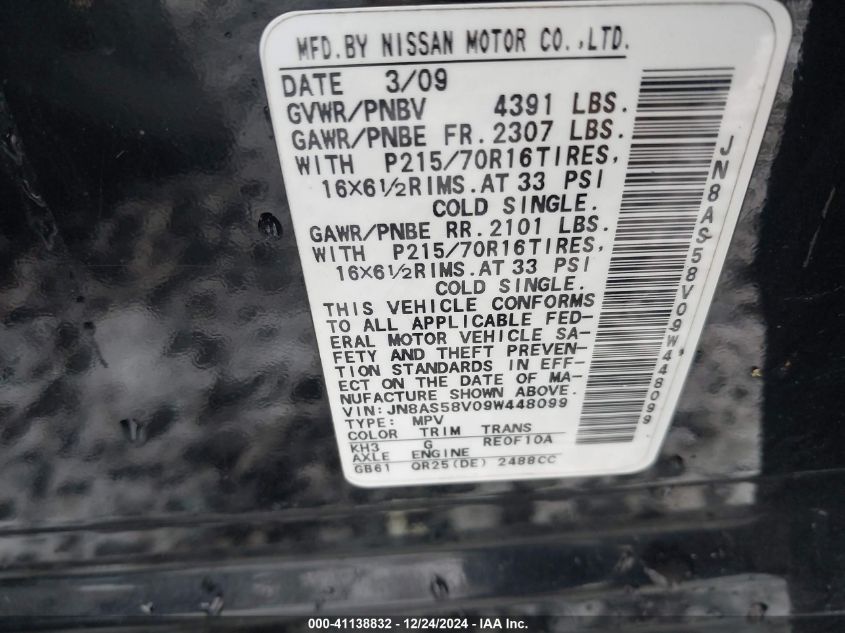 MFD.BY NISSAN MOTOR CO.,LTD.
DATE 3/09
GVWR/PNBV 4391 LBS.
GAWR/PNBE FR.2307 LBS.
WITH P215/70R16TIRES,
16X6½RIMS.AT 33 PSI
COLD SINGLE.
GAWR/PNBE RR.2101 LBS.
WITH P215/70R16TIRES,
16X6½RIMS.AT 33 PSI
COLD SINGLE.
THIS VEHICLE CONFORMS
TO ALL APPLICABLE FED-
ERAL MOTOR VEHICLE SA-
FETY AND THEFT PREVEN-
TION STANDARDS IN EFF-
ECT ON THE DATE OF MA-
NUFACTURE SHOWN ABOVE.
VIN:JN8AS58V09W448099
TYPE: MPV
COLOR TRIM TRANS
KH3 G RE0F10A
AXLE ENGINE
GB61 QR25(DE) 2488CC
JN8AS58V09W448099
000-41138832 - 12/24/2024 - IAA Inc.